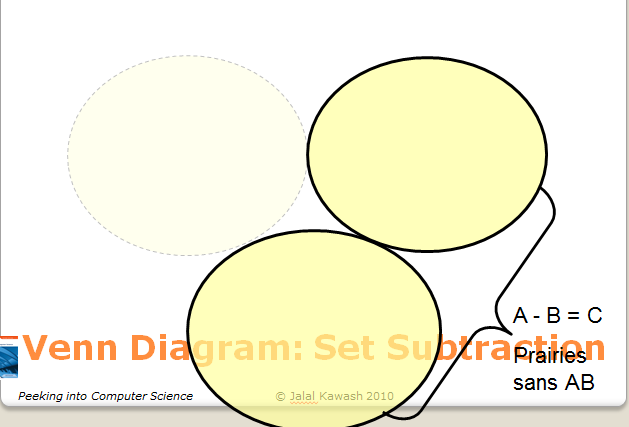 A - B = C
Venn Diagram: Set Subtraction
Prairies
sans AB
Peeking into Computer Science
© Jalal Kawash 2010